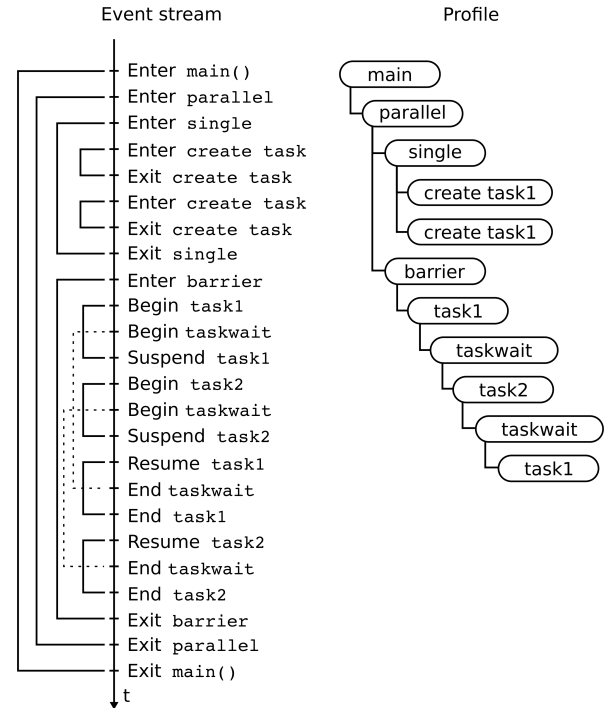 Event stream
Enter main()
Enter parallel
Enter single
Enter create task
Exit create task
Enter create task
Exit create task
Exit single
Enter barrier
Begin task1
Begin taskwait
Suspend task1
Begin task2
Begin taskwait
Suspend task2
Resume task1
End taskwait
End task1
Resume task2
End taskwait
End task2
Exit barrier
Exit parallel
Exit main()
t
Profile
main
parallel
single
create task1
create task1
barrier
task1
taskwait
task2
taskwait
task1